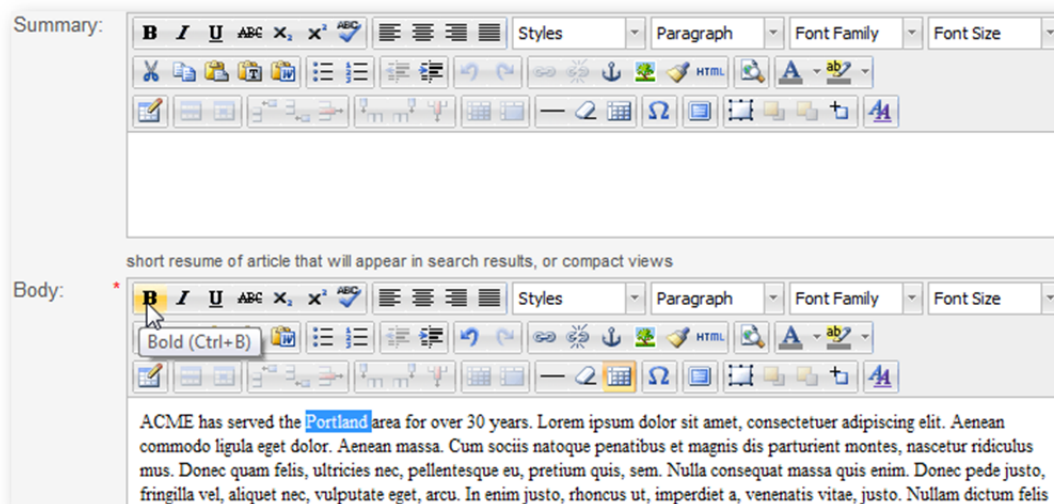 Summary:
B I U ABC X₂ X² ABC Styles Paragraph Font Family Font Size
T W HTML A ab
Ω A
short resume of article that will appear in search results, or compact views
Body: * B I U ABC X₂ X² ABC Styles Paragraph Font Family Font Size
Bold (Ctrl+B) W HTML A ab
Ω A
ACME has served the Portland area for over 30 years. Lorem ipsum dolor sit amet, consectetuer adipiscing elit. Aenean
commodo ligula eget dolor. Aenean massa. Cum sociis natoque penatibus et magnis dis parturient montes, nascetur ridiculus
mus. Donec quam felis, ultricies nec, pellentesque eu, pretium quis, sem. Nulla consequat massa quis enim. Donec pede justo,
fringilla vel, aliquet nec, vulputate eget, arcu. In enim justo, rhoncus ut, imperdiet a, venenatis vitae, justo. Nullam dictum felis